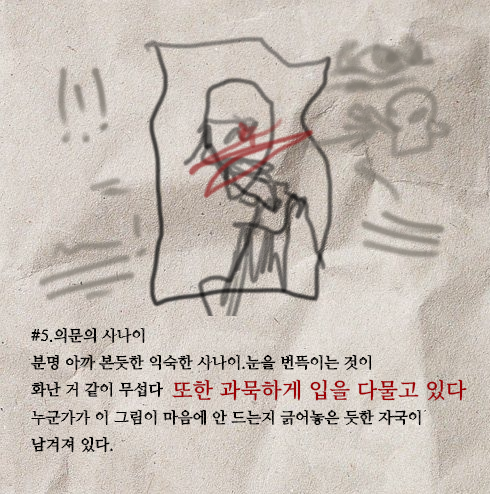 !!
#5.의문의 사나이
분명 아까 본듯한 익숙한 사나이.눈을 번뜩이는 것이
화난 거 같이 무섭다 또한 과묵하게 입을 다물고 있다
누군가가 이 그림이 마음에 안 드는지 긁어놓은 듯한 자국이
남겨져 있다.